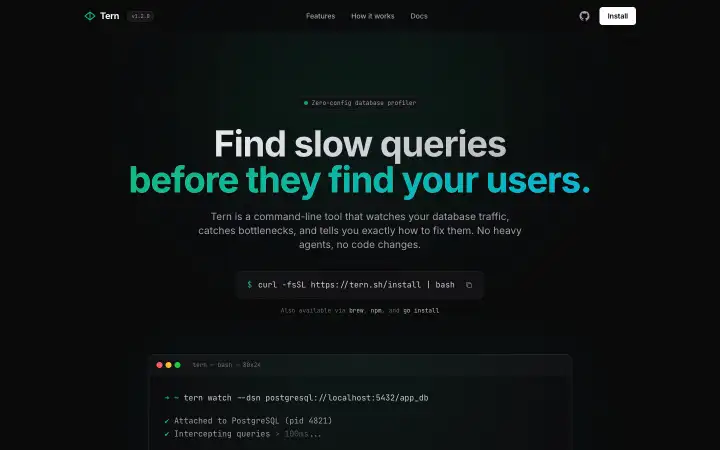 Tern v1.2.0 Features How it works Docs Install
Zero-config database profiler
Find slow queries
before they find your users.
Tern is a command-line tool that watches your database traffic,
catches bottlenecks, and tells you exactly how to fix them. No heavy
agents, no code changes.
$ curl -fsSL https://tern.sh/install | bash
Also available via brew, npm, and go install
tern — bash — 80x24
→ ~ tern watch --dsn postgresql://localhost:5432/app_db
✔ Attached to PostgreSQL (pid 4821)
✔ Intercepting queries > 100ms...